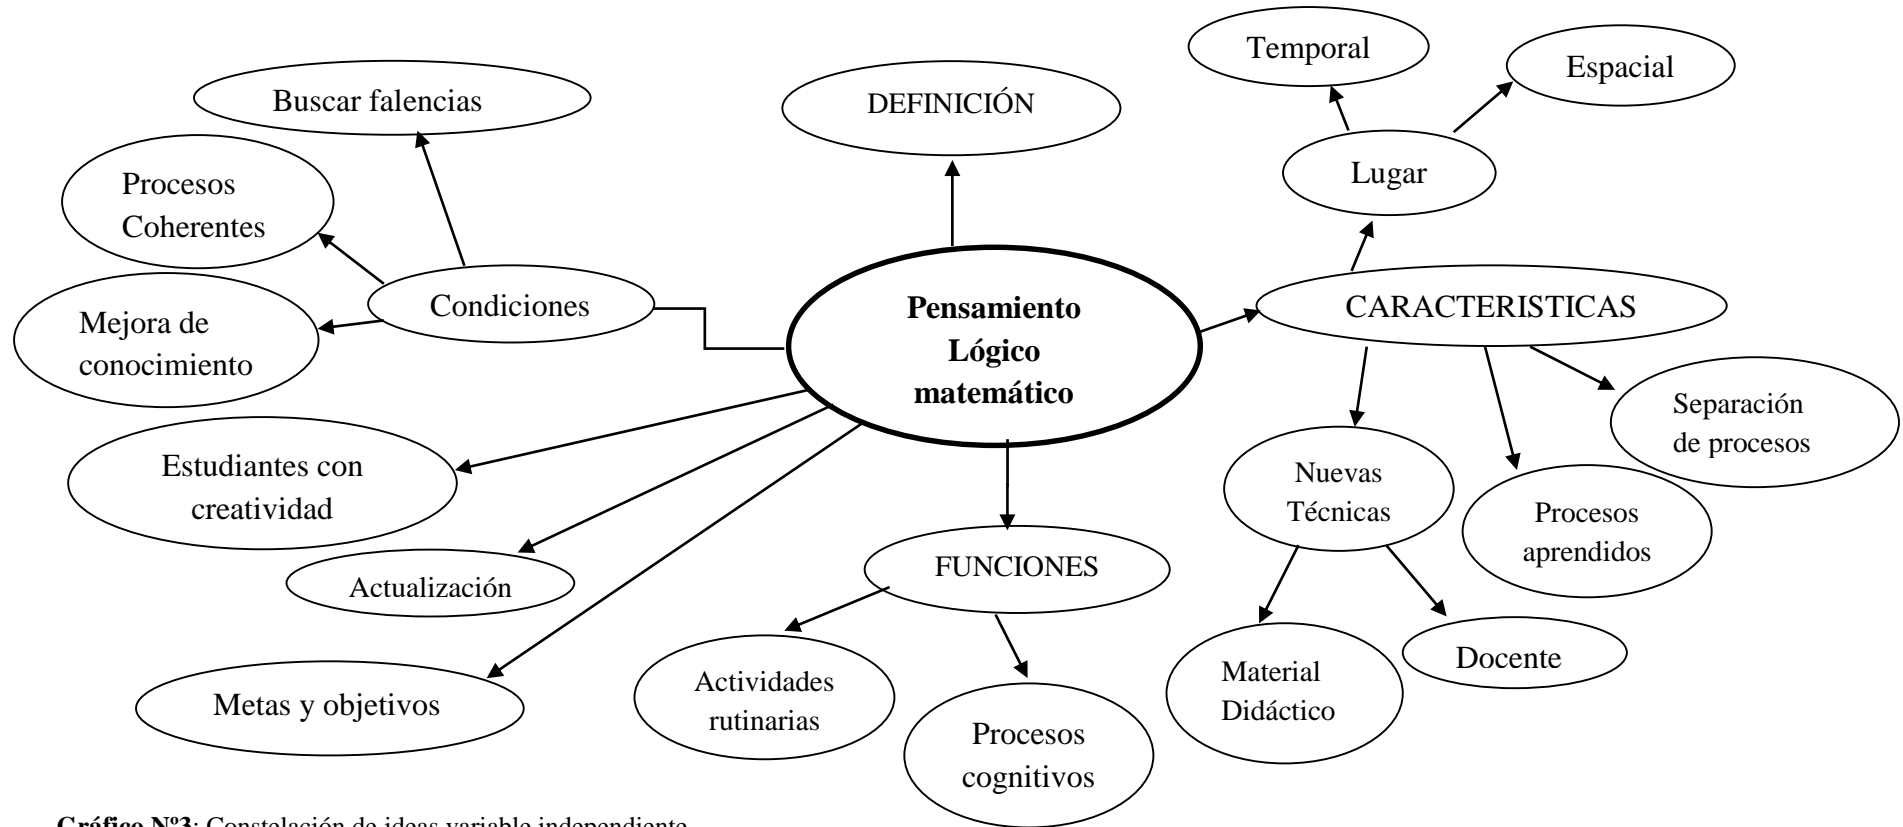 Temporal
Espacial
Buscar falencias
DEFINICIÓN
Lugar
Procesos
Coherentes
Condiciones
Pensamiento
Lógico
matemático
CARACTERISTICAS
Mejora de
conocimiento
Separación
de procesos
Estudiantes con
creatividad
Nuevas
Técnicas
Procesos
aprendidos
Actualización
FUNCIONES
Metas y objetivos
Actividades
rutinarias
Material
Didáctico
Docente
Procesos
cognitivos
Gráfico Nº3: Constelación de ideas variable independiente